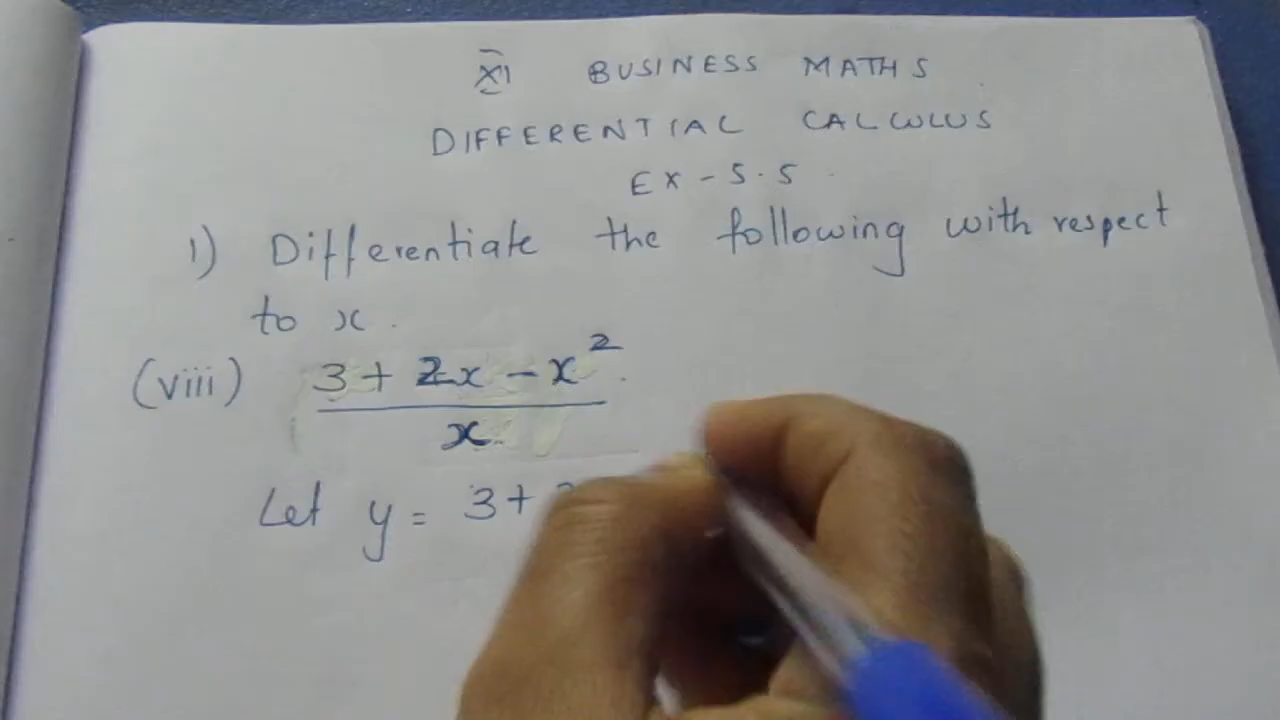 XI BUSINESS MATHS
DIFFERENTIAL CALCULUS
EX - 5.5
1) Differentiate the following with respect
to x.
(viii) 3 + 2x - x²
x
Let y = 3 +